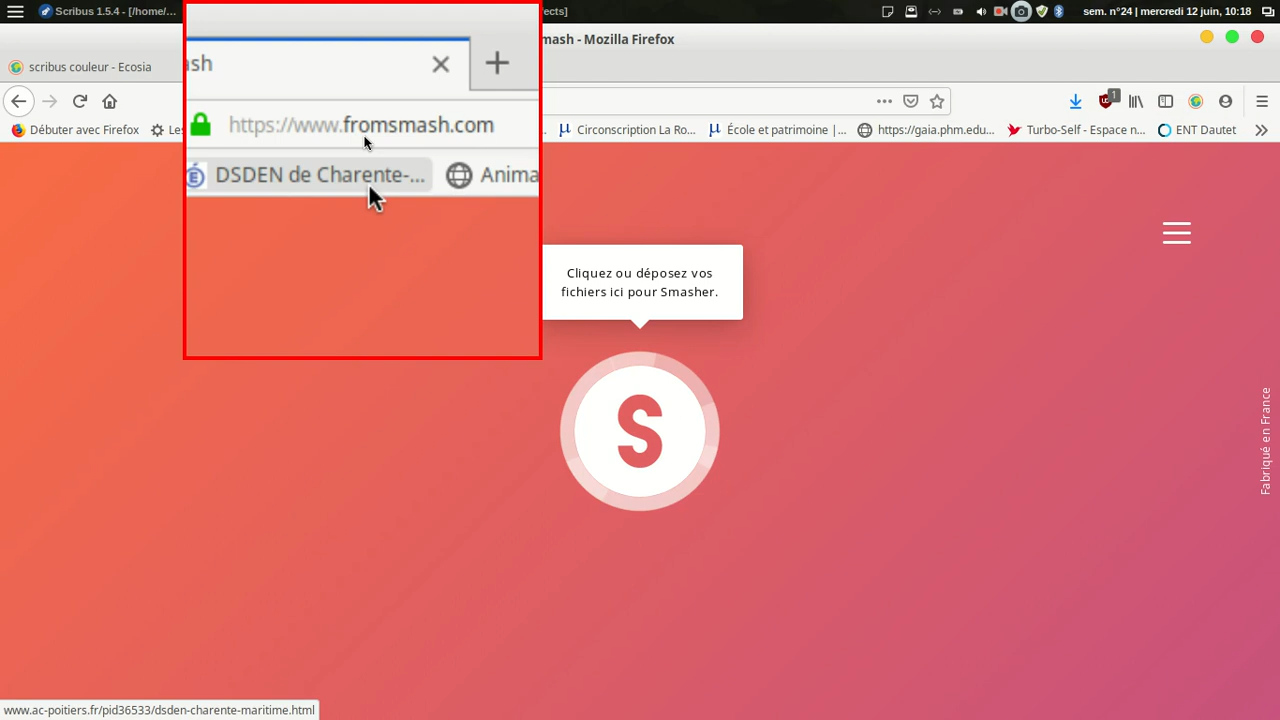 Scribus 1.5.4 - [/home/...
ects]
sem. n°24 | mercredi 12 juin, 10:18
mash - Mozilla Firefox
scribus couleur - Ecosia
ash
https://www.fromsmash.com
1
Débuter avec Firefox
Les
DSDEN de Charente-...
Anima
Circonscription La Ro...
École et patrimoine |...
https://gaia.phm.edu...
Turbo-Self - Espace n...
ENT Dautet
Cliquez ou déposez vos
fichiers ici pour Smasher.
S
Fabriqué en France
www.ac-poitiers.fr/pid36533/dsden-charente-maritime.html